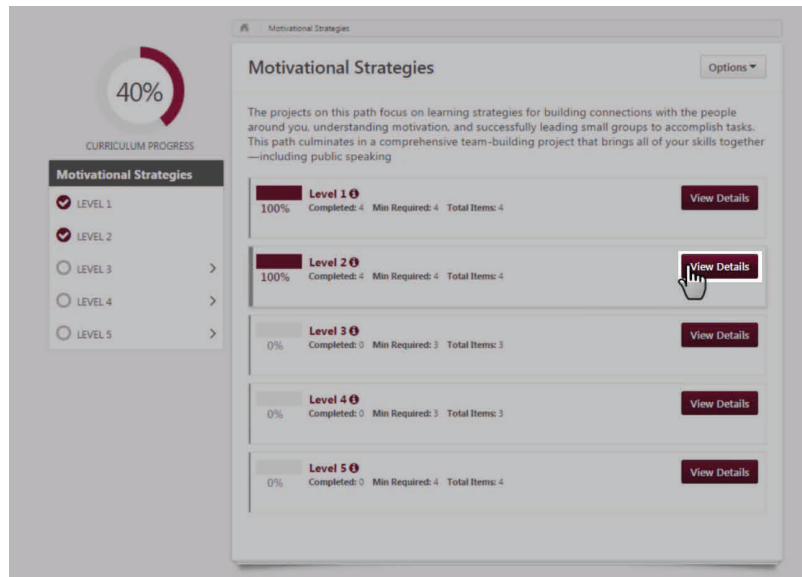 Motivational Strategies
40%
CURRICULUM PROGRESS
Motivational Strategies
LEVEL 1
LEVEL 2
LEVEL 3
LEVEL 4
LEVEL 5
Motivational Strategies
Options
The projects on this path focus on learning strategies for building connections with the people
around you, understanding motivation, and successfully leading small groups to accomplish tasks.
This path culminates in a comprehensive team-building project that brings all of your skills together
—including public speaking
Level 1
100% Completed: 4 Min Required: 4 Total Items: 4
View Details
Level 2
100% Completed: 4 Min Required: 4 Total Items: 4
View Details
Level 3
0% Completed: 0 Min Required: 3 Total Items: 3
View Details
Level 4
0% Completed: 0 Min Required: 3 Total Items: 3
View Details
Level 5
0% Completed: 0 Min Required: 4 Total Items: 4
View Details